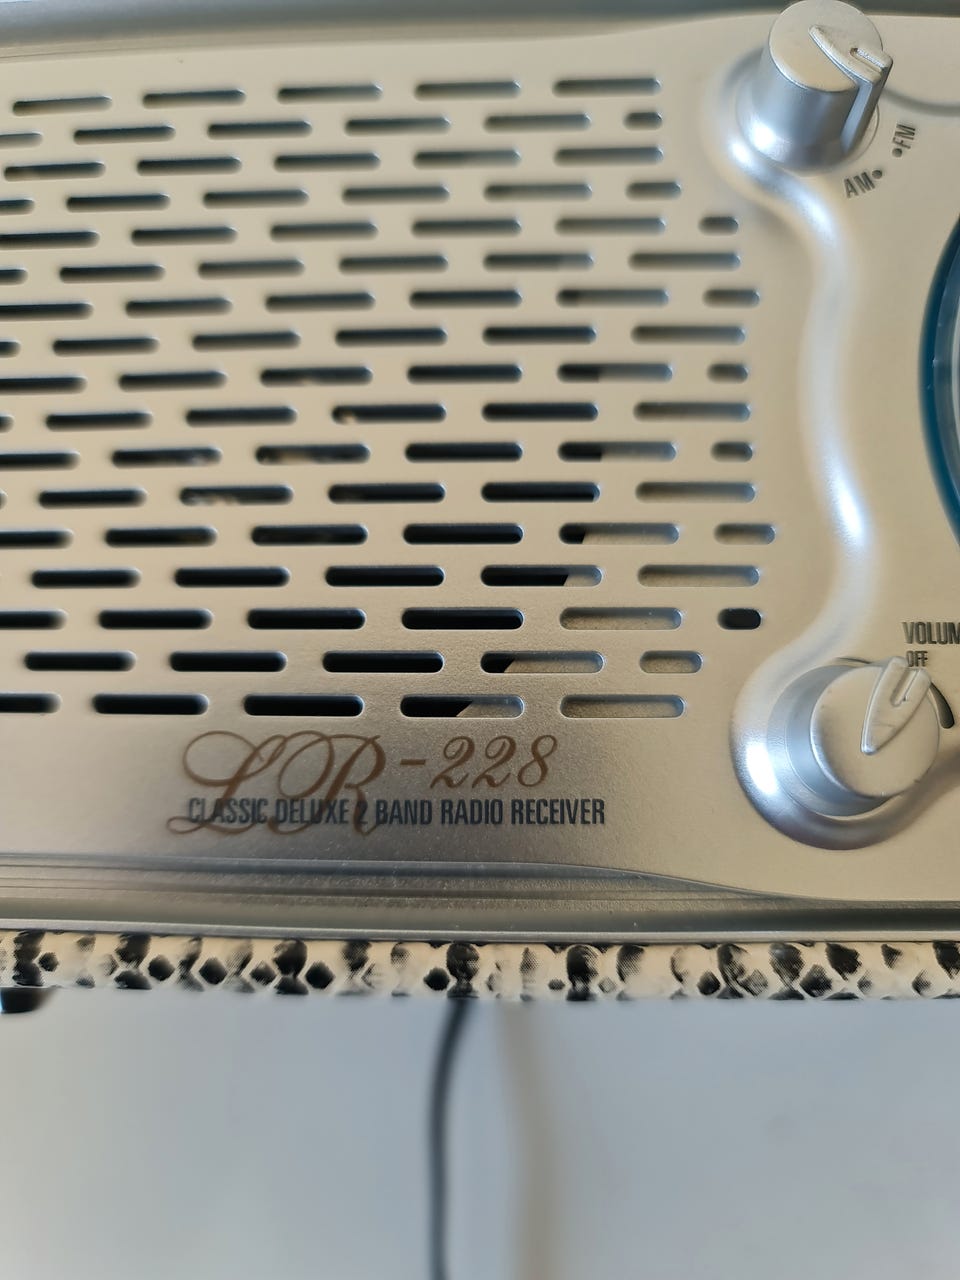 FM
AM
VOLUM
OFF
LR-228
CLASSIC DELUXE 2 BAND RADIO RECEIVER